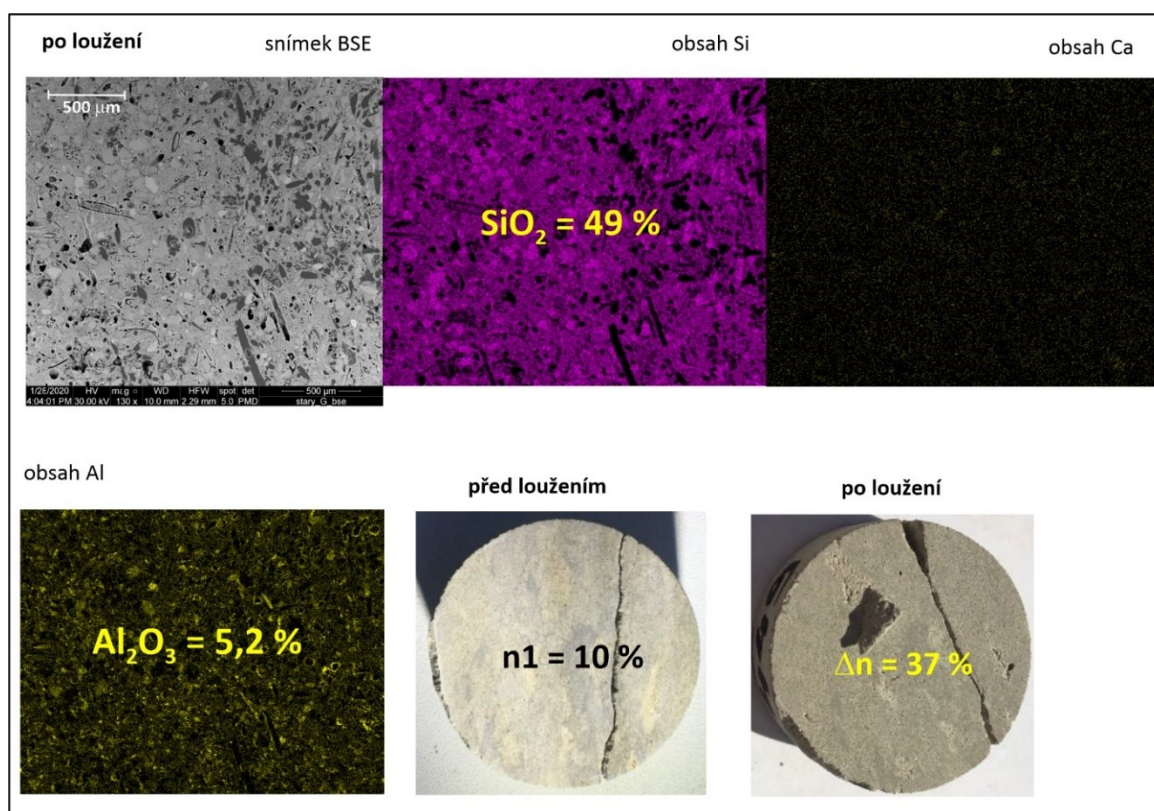 po loužení
snímek BSE
obsah Si
obsah Ca
500 µm
SiO₂ = 49 %
1/28/2020 HV mag WD HFW spot det 500 µm
4:04:01 PM 30.00 kV 130 x 10.0 mm 2.29 mm 5.0 PMD stary_G_bse
obsah Al
před loužením
po loužení
Al₂O₃ = 5,2 %
n1 = 10 %
Δn = 37 %